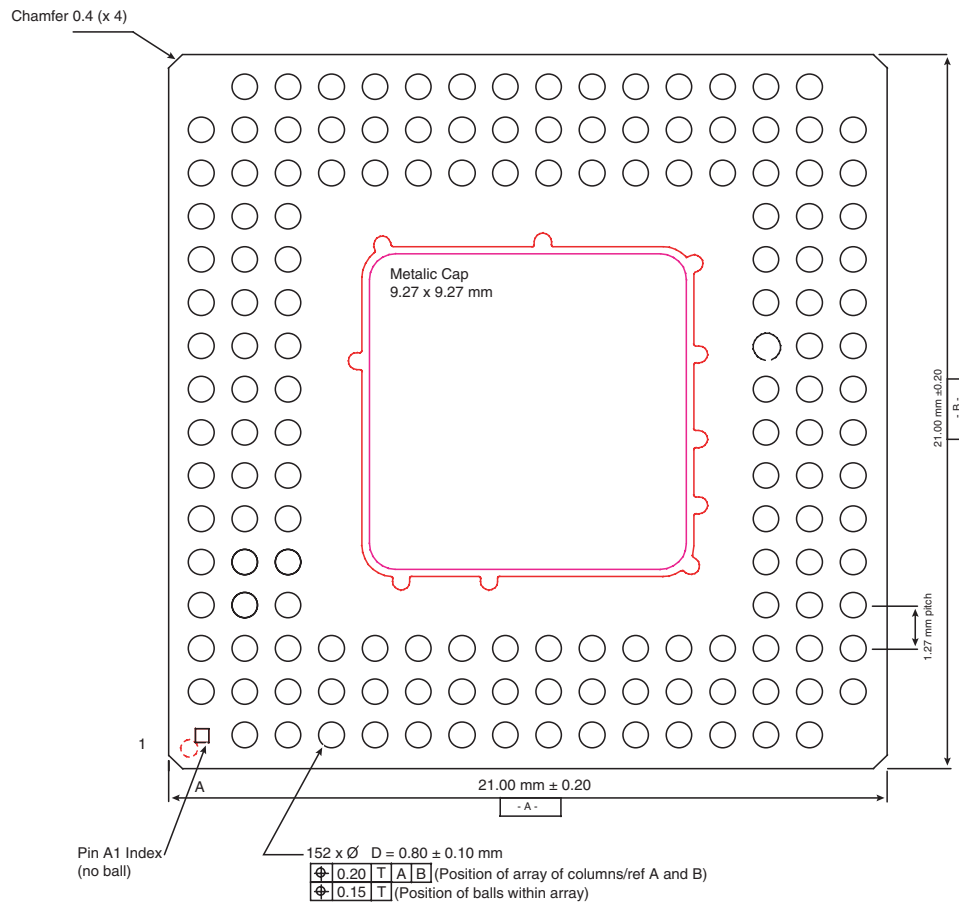 Chamfer 0.4 (x 4)
Metalic Cap
9.27 x 9.27 mm
21.00 mm ±0.20
- B -
1.27 mm pitch
1
A
21.00 mm ± 0.20
- A -
Pin A1 Index
(no ball)
152 x Ø D = 0.80 ± 0.10 mm
⌖ 0.20 T A B (Position of array of columns/ref A and B)
⌖ 0.15 T (Position of balls within array)